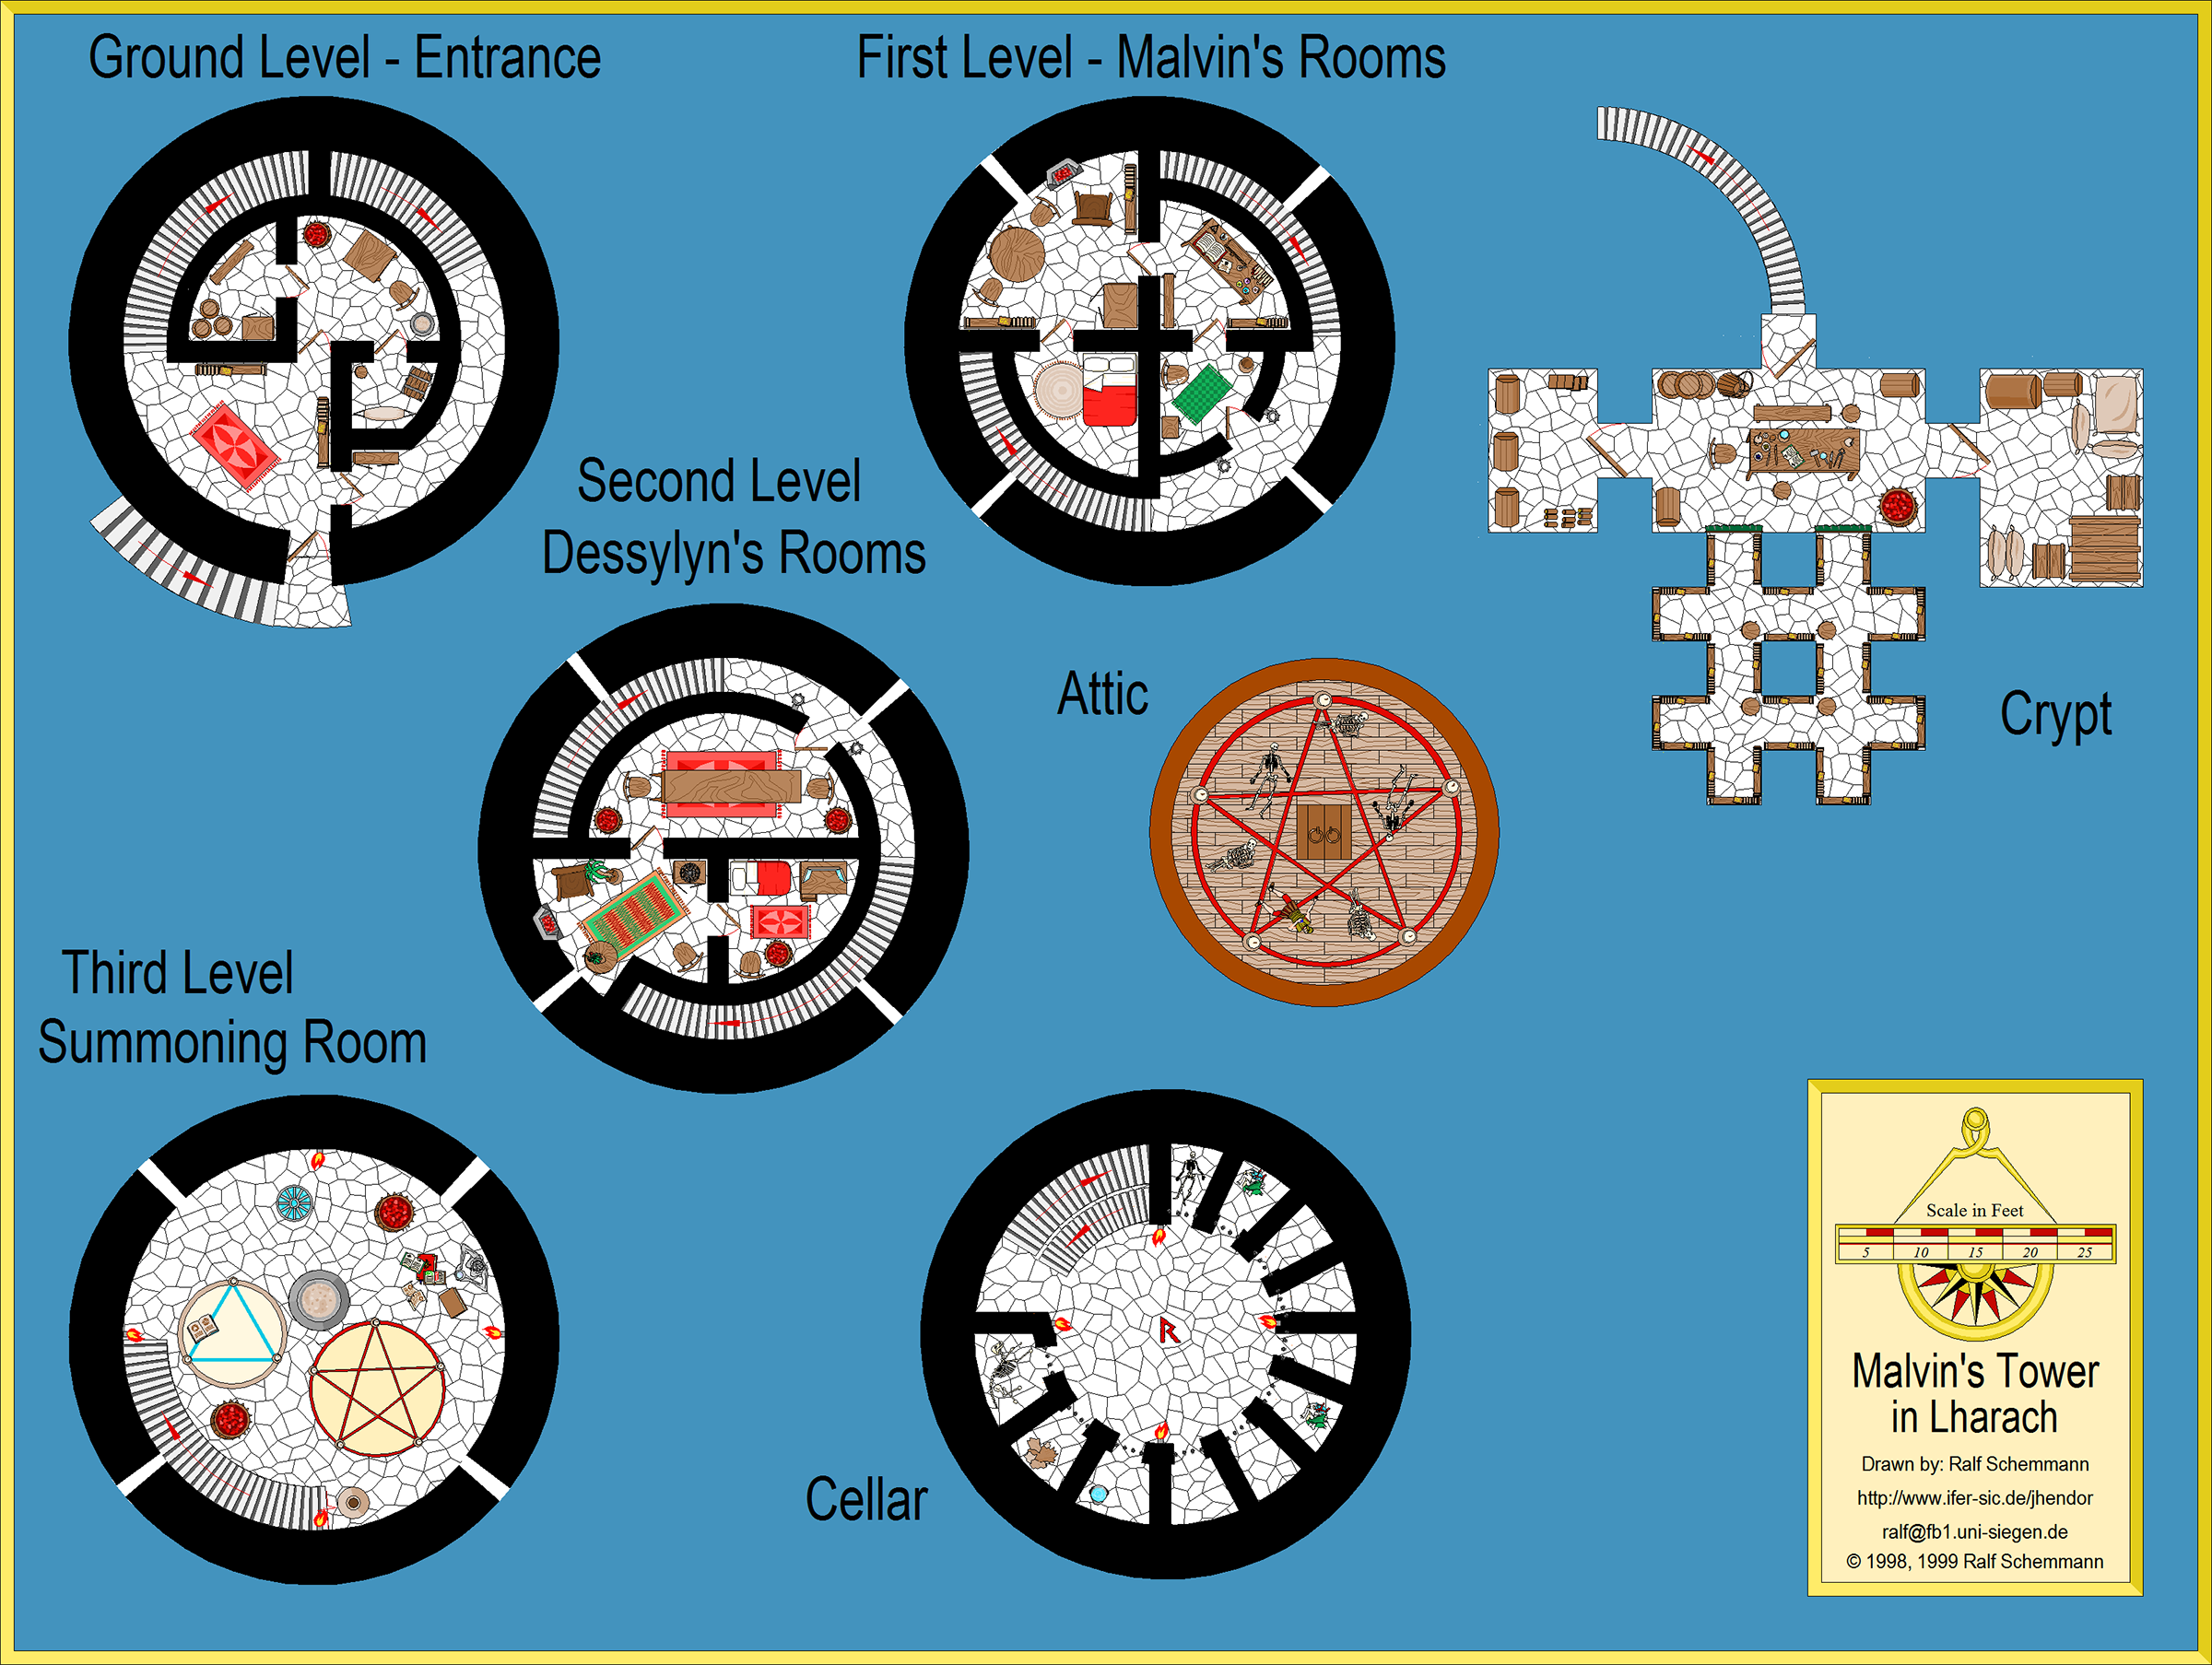 Ground Level - Entrance
First Level - Malvin's Rooms
Second Level
Dessylyn's Rooms
Attic
Crypt
Third Level
Summoning Room
Cellar
R
Scale in Feet
5 10 15 20 25
Malvin's Tower
in Lharach
Drawn by: Ralf Schemmann
http://www.ifer-sic.de/jhendor
ralf@fb1.uni-siegen.de
© 1998, 1999 Ralf Schemmann